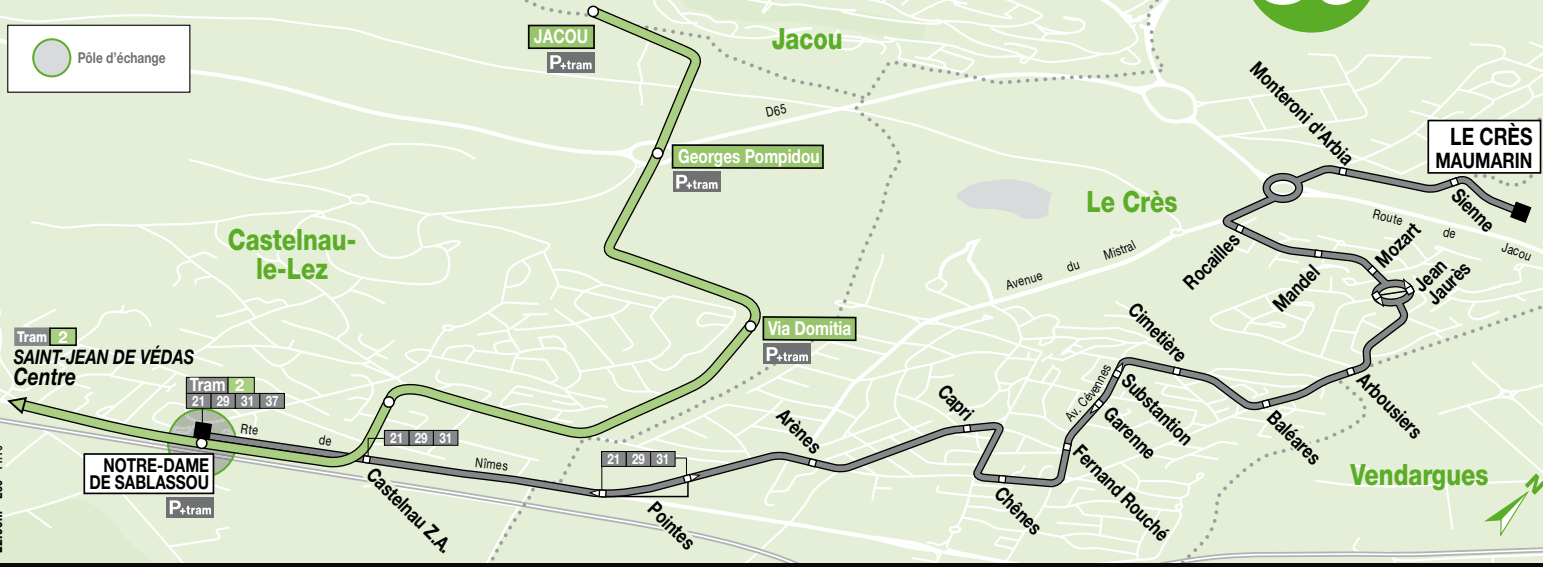 JACOU
P+tram
Jacou
Pôle d'échange
D65
Georges Pompidou
P+tram
Monteroni d'Arbia
LE CRÈS
MAUMARIN
Sienne
Le Crès
Route de Jacou
Avenue du Mistral
Rocailles
Mandel
Mozart
Jean
Jaurès
Castelnau-
le-Lez
Via Domitia
P+tram
Tram 2
SAINT-JEAN DE VÉDAS
Centre
Tram 2
21 29 31 37
Rte de Nîmes
21 29 31
21 29 31
NOTRE-DAME
DE SABLASSOU
P+tram
Castelnau Z.A.
Pointes
Arènes
Capri
Chênes
Fernand Rouché
Av. Cévennes
Garenne
Substantion
Cimetière
Baléares
Arbousiers
Vendargues
N